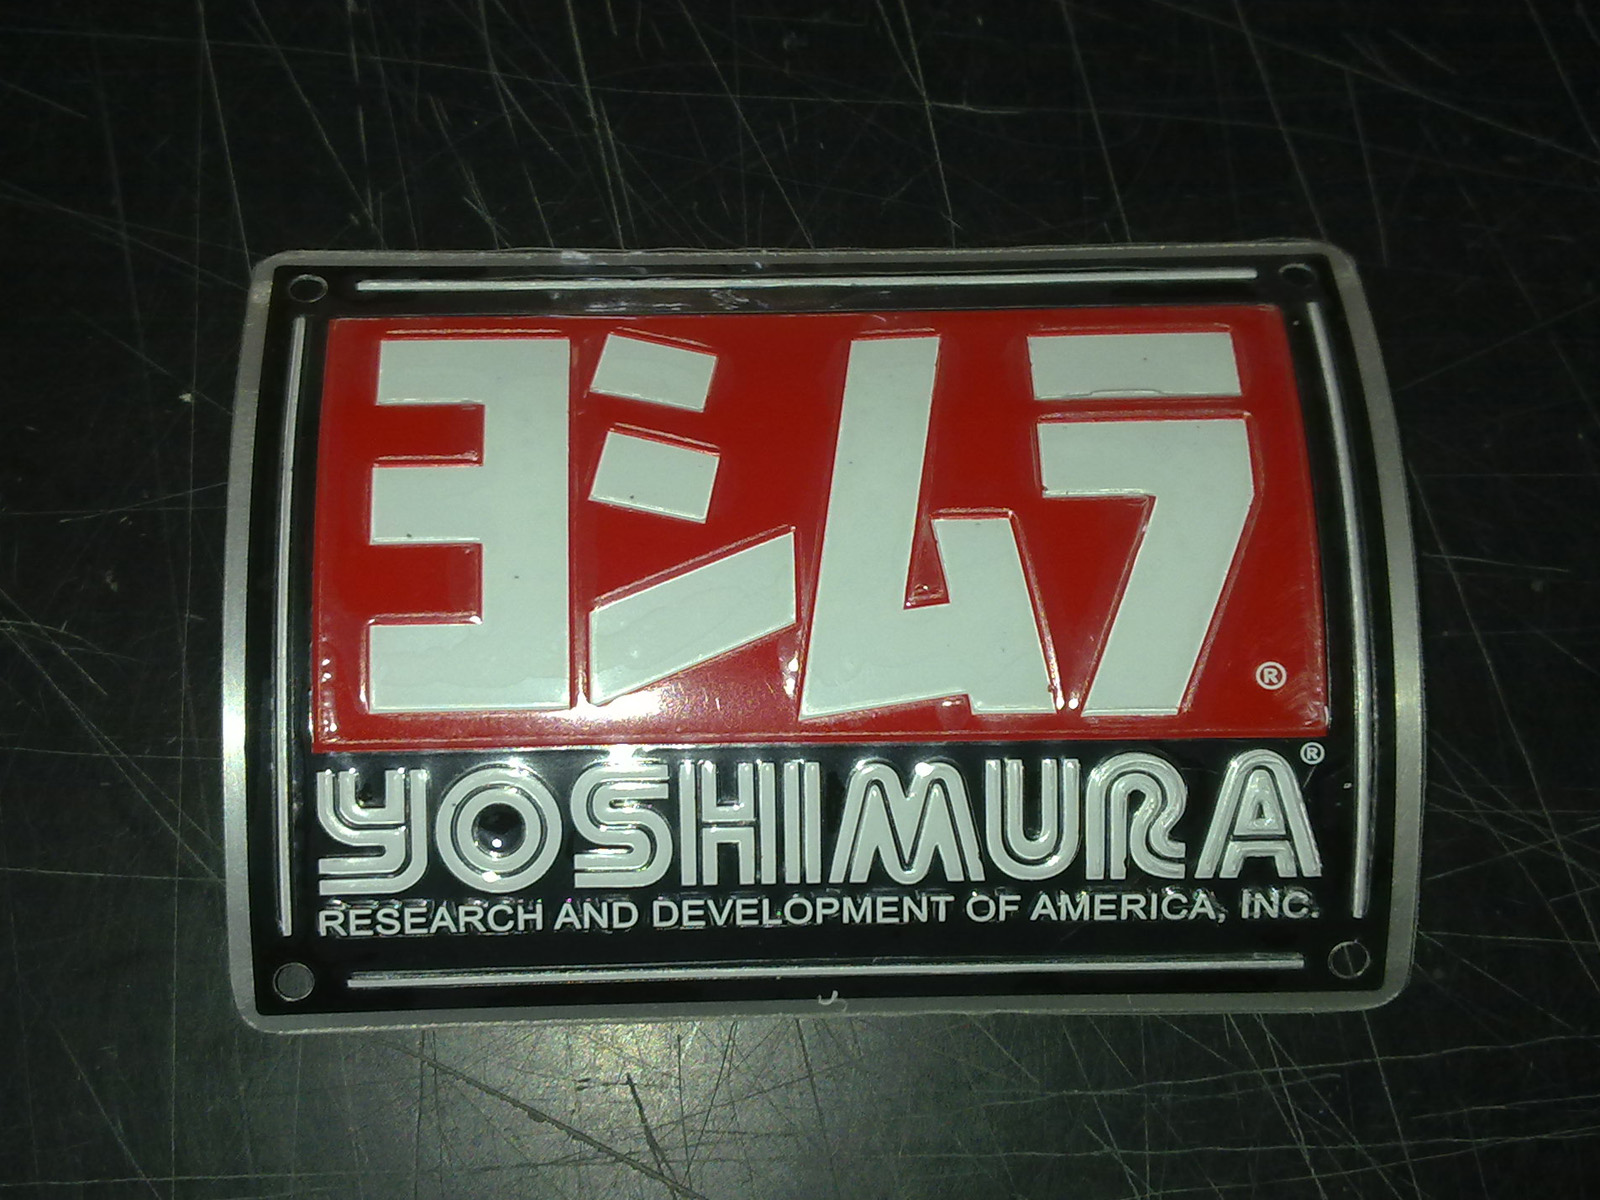 ヨシムラ®
YOSHIMURA®
RESEARCH AND DEVELOPMENT OF AMERICA, INC.